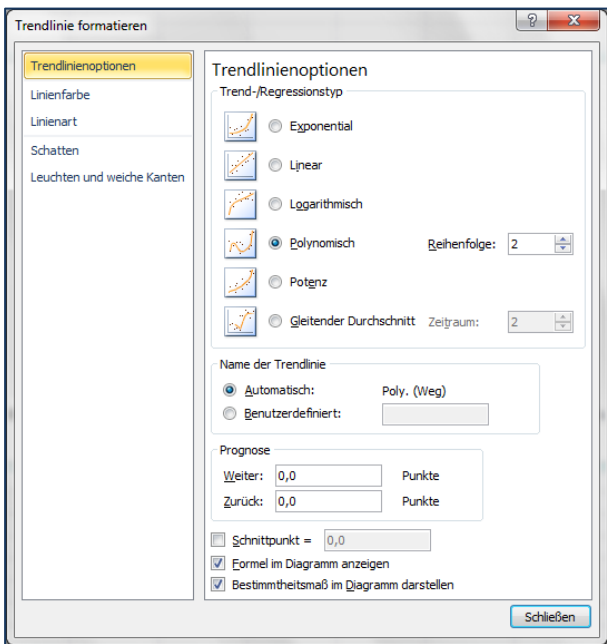 Trendlinie formatieren
Trendlinienoptionen
Linienfarbe
Linienart
Schatten
Leuchten und weiche Kanten
Trendlinienoptionen
Trend-/Regressionstyp
Exponential
Linear
Logarithmisch
Polynomisch Reihenfolge: 2
Potenz
Gleitender Durchschnitt Zeitraum: 2
Name der Trendlinie
Automatisch: Poly. (Weg)
Benutzerdefiniert:
Prognose
Weiter: 0,0 Punkte
Zurück: 0,0 Punkte
Schnittpunkt = 0,0
Formel im Diagramm anzeigen
Bestimmtheitsmaß im Diagramm darstellen
Schließen